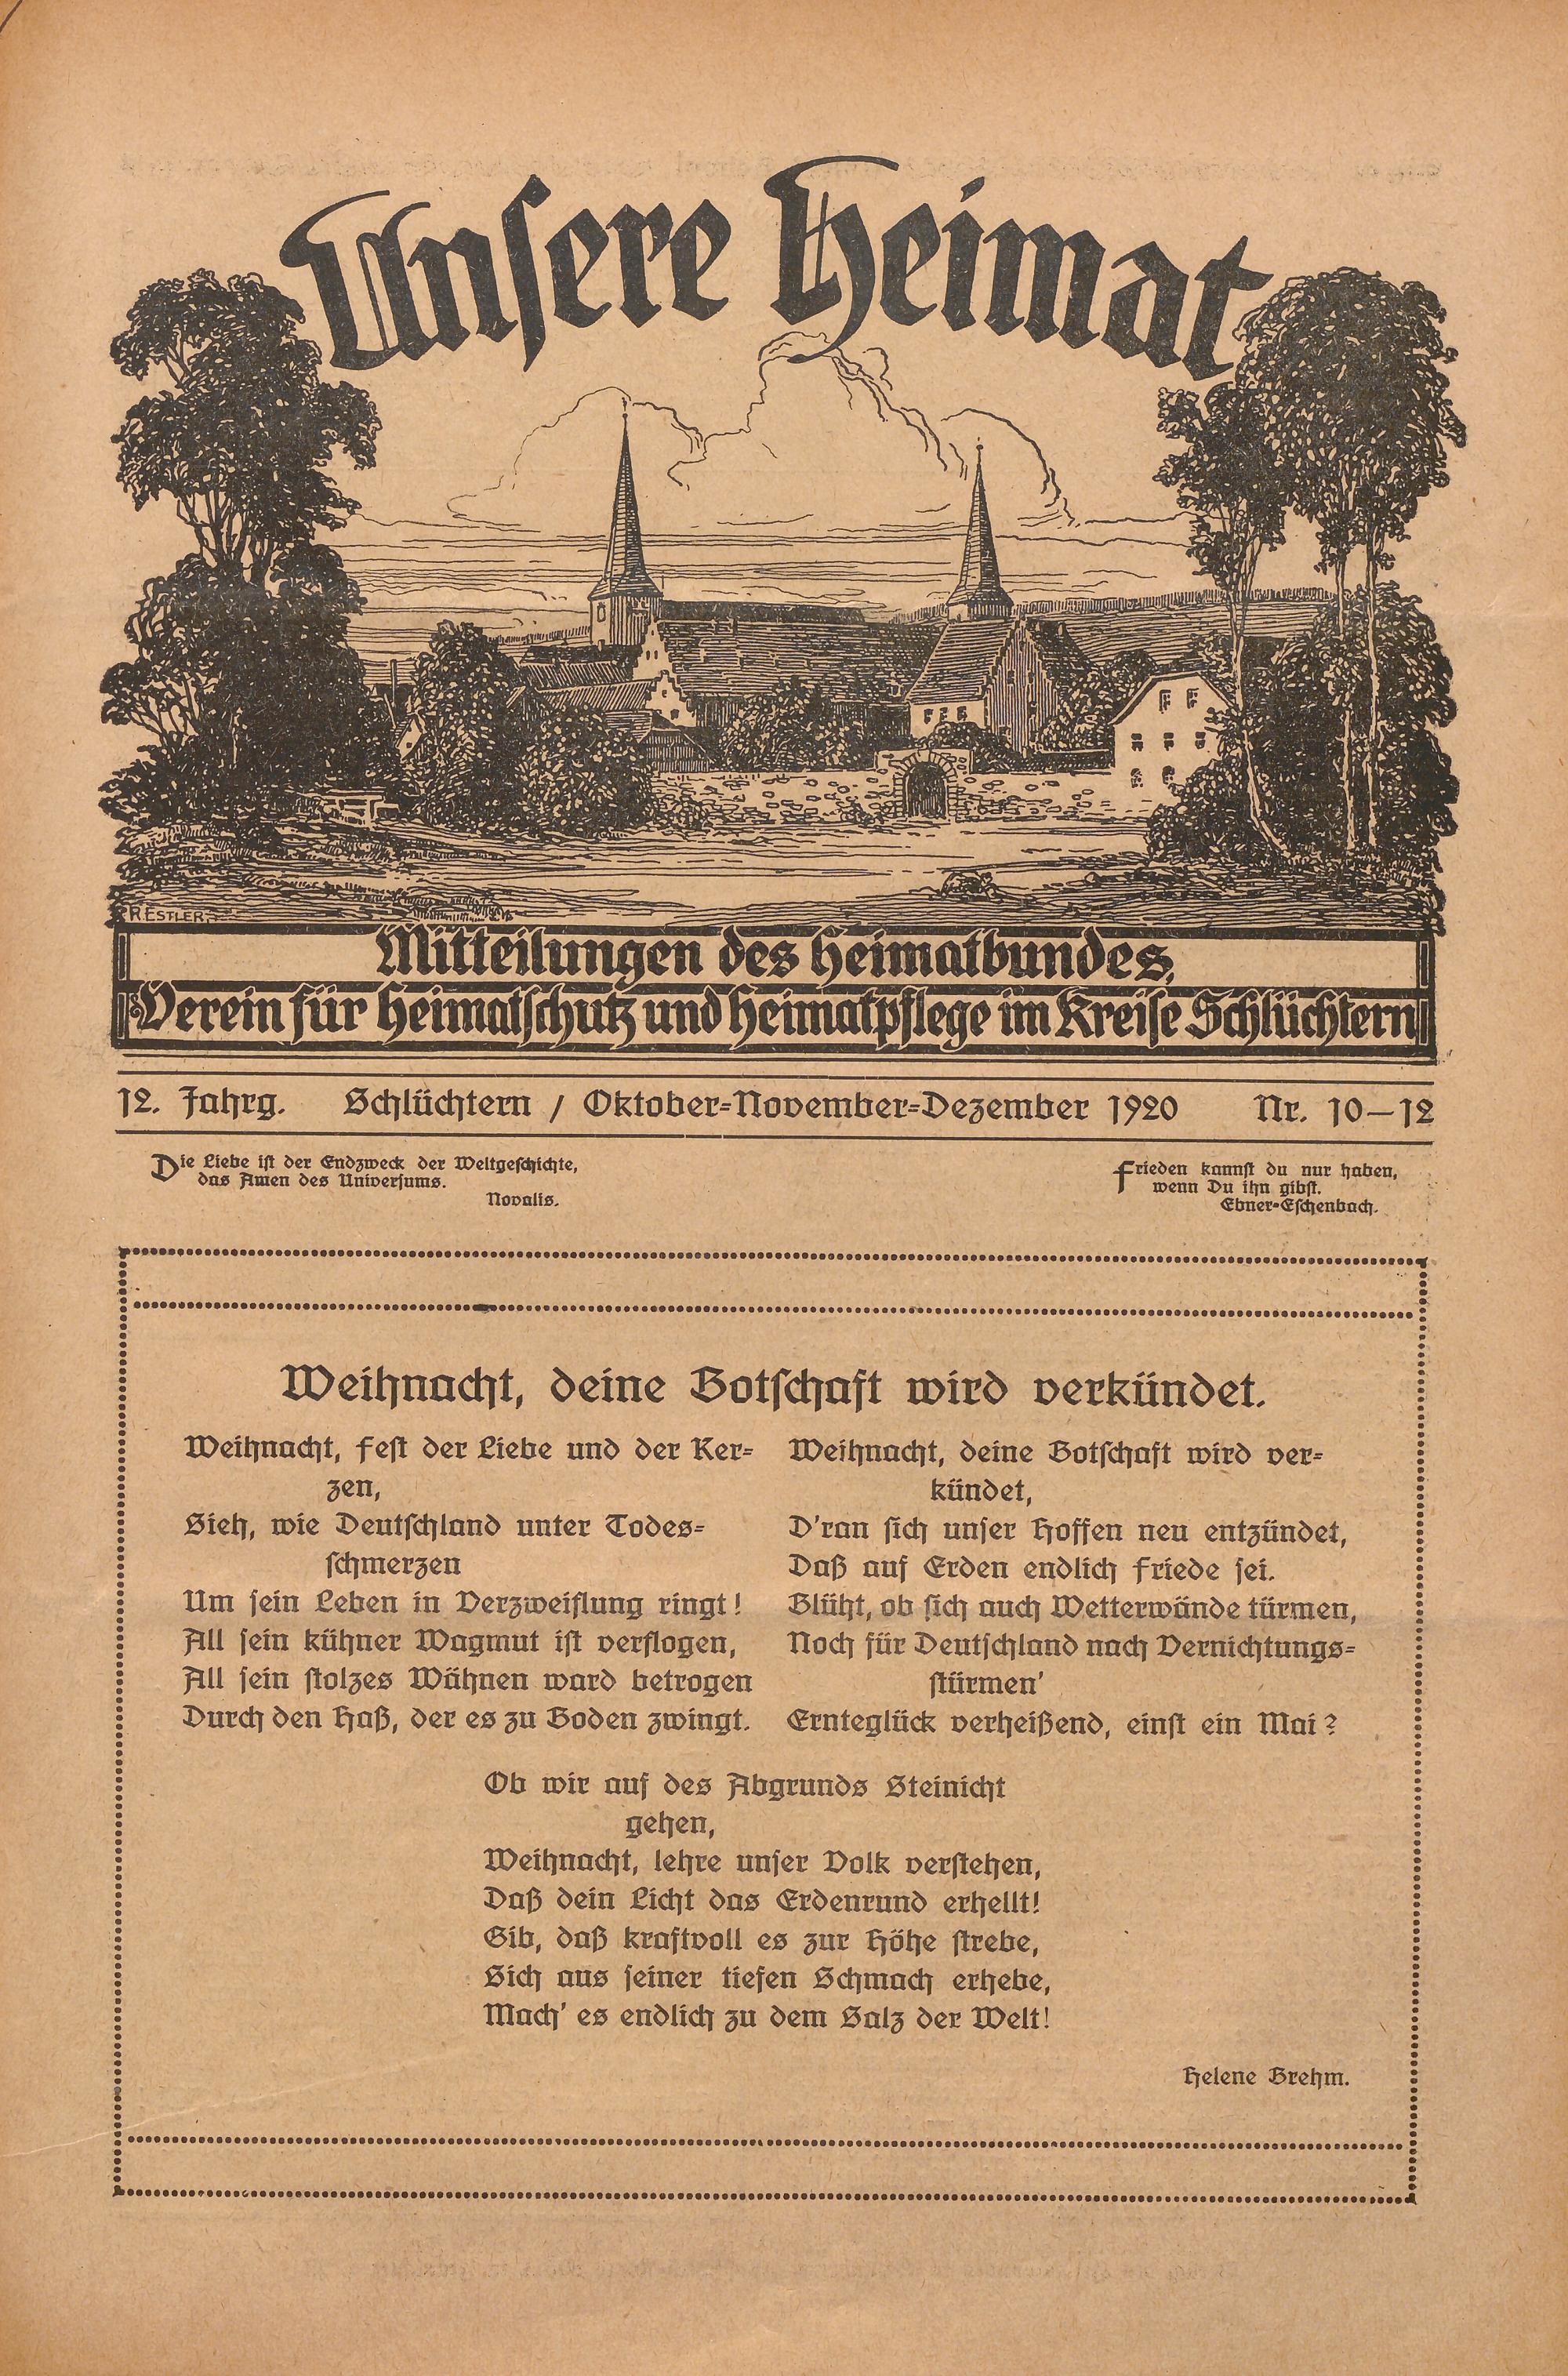 Unsere Heimat
R. ESTLER.
Mitteilungen des Heimatbundes,
Verein für Heimatschutz und Heimatpflege im Kreise Schlüchtern
12. Jahrg. Schlüchtern / Oktober-November-Dezember 1920 Nr. 10—12
Die Liebe ist der Endzweck der Weltgeschichte,
das Amen des Universums.
Novalis.
Frieden kannst du nur haben,
wenn Du ihn gibst.
Ebner-Eschenbach.
Weihnacht, deine Botschaft wird verkündet.
Weihnacht, Fest der Liebe und der Ker-
zen,
Sieh, wie Deutschland unter Todes-
schmerzen
Um sein Leben in Verzweiflung ringt!
All sein kühner Wagmut ist verflogen,
All sein stolzes Wähnen ward betrogen
Durch den Haß, der es zu Boden zwingt.
Weihnacht, deine Botschaft wird ver-
kündet,
D'ran sich unser Hoffen neu entzündet,
Daß auf Erden endlich Friede sei.
Blüht, ob sich auch Wetterwände türmen,
Noch für Deutschland nach Vernichtungs-
stürmen'
Ernteglück verheißend, einst ein Mai?
Ob wir auf des Abgrunds Steinicht
gehen,
Weihnacht, lehre unser Volk verstehen,
Daß dein Licht das Erdenrund erhellt!
Gib, daß kraftvoll es zur Höhe strebe,
Sich aus seiner tiefen Schmach erhebe,
Mach' es endlich zu dem Salz der Welt!
Helene Brehm.